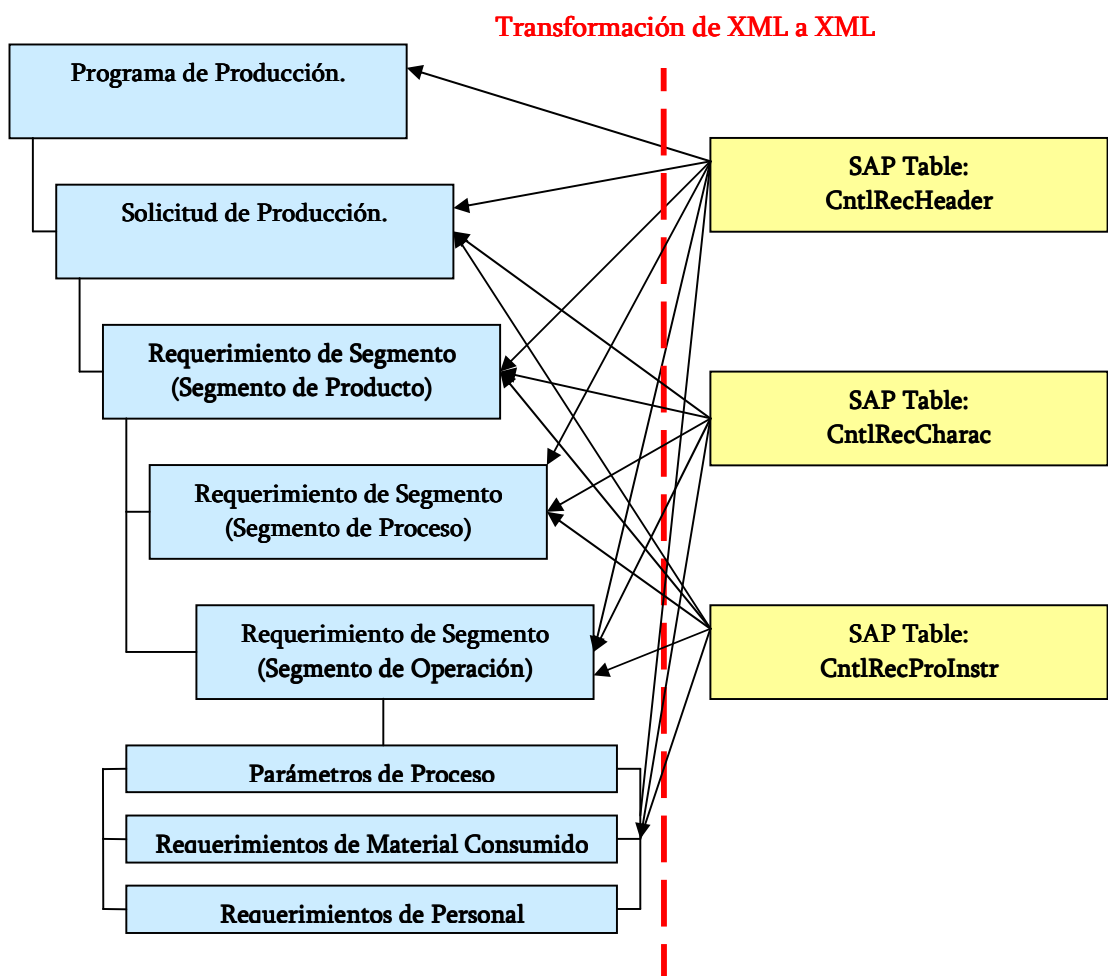 Transformación de XML a XML
Programa de Producción.
Solicitud de Producción.
Requerimiento de Segmento
(Segmento de Producto)
Requerimiento de Segmento
(Segmento de Proceso)
Requerimiento de Segmento
(Segmento de Operación)
Parámetros de Proceso
Requerimientos de Material Consumido
Requerimientos de Personal
SAP Table:
CntlRecHeader
SAP Table:
CntlRecCharac
SAP Table:
CntlRecProInstr